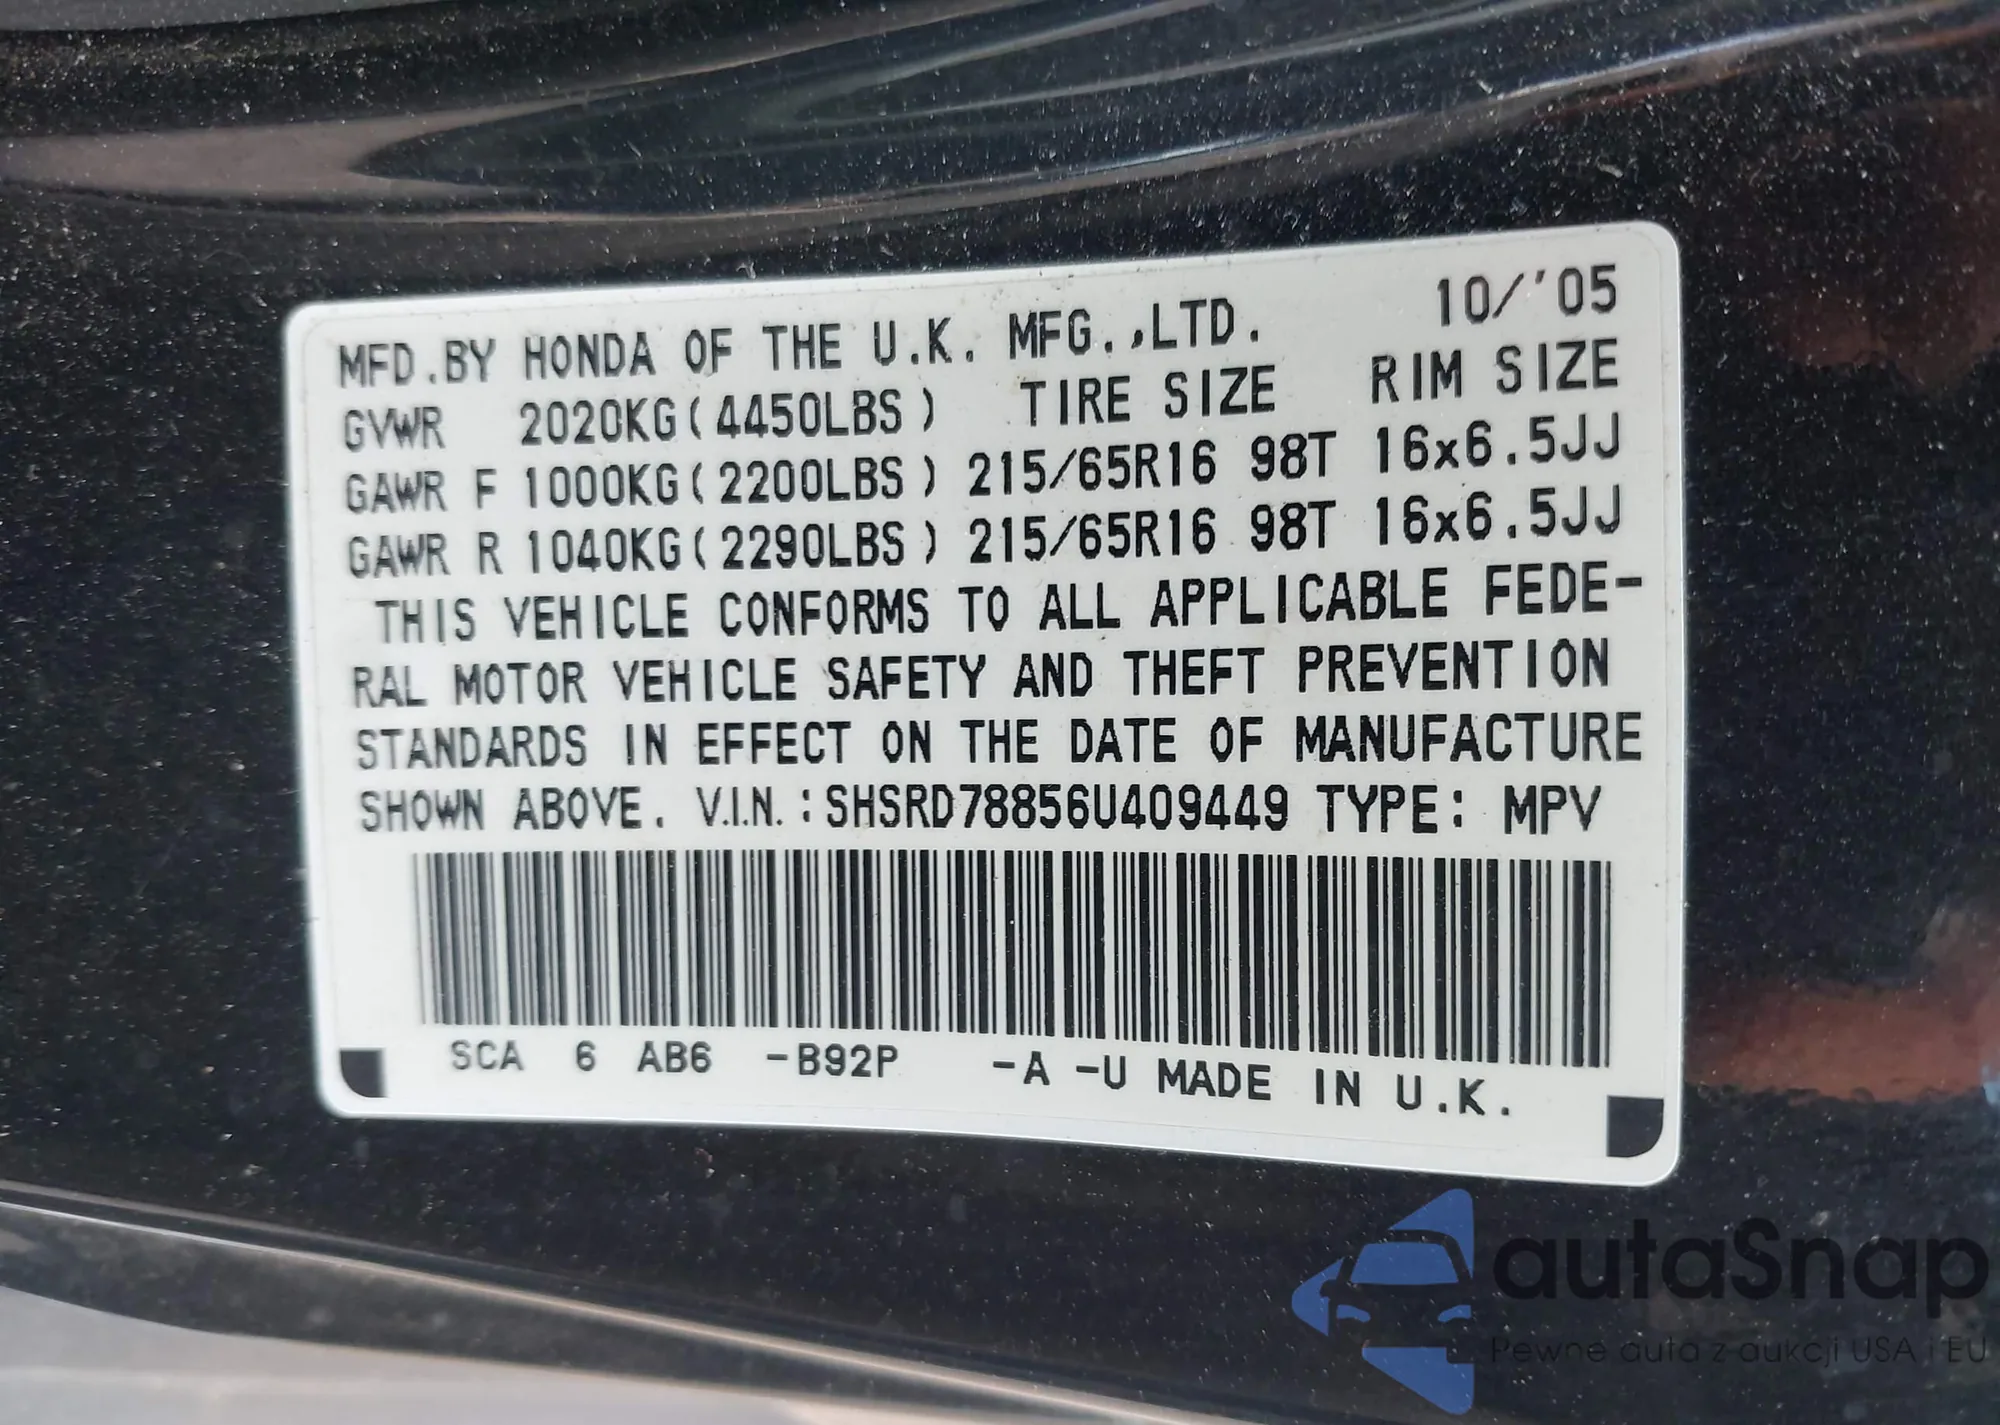 MFD.BY HONDA OF THE U.K. MFG.,LTD. 10/'05
GVWR 2020KG(4450LBS) TIRE SIZE RIM SIZE
GAWR F 1000KG(2200LBS) 215/65R16 98T 16x6.5JJ
GAWR R 1040KG(2290LBS) 215/65R16 98T 16x6.5JJ
THIS VEHICLE CONFORMS TO ALL APPLICABLE FEDE-
RAL MOTOR VEHICLE SAFETY AND THEFT PREVENTION
STANDARDS IN EFFECT ON THE DATE OF MANUFACTURE
SHOWN ABOVE. V.I.N.:SHSRD78856U409449 TYPE: MPV
SCA 6 AB6 -B92P -A -U MADE IN U.K.
autaSnap
Pewne auta z aukcji USA i EU